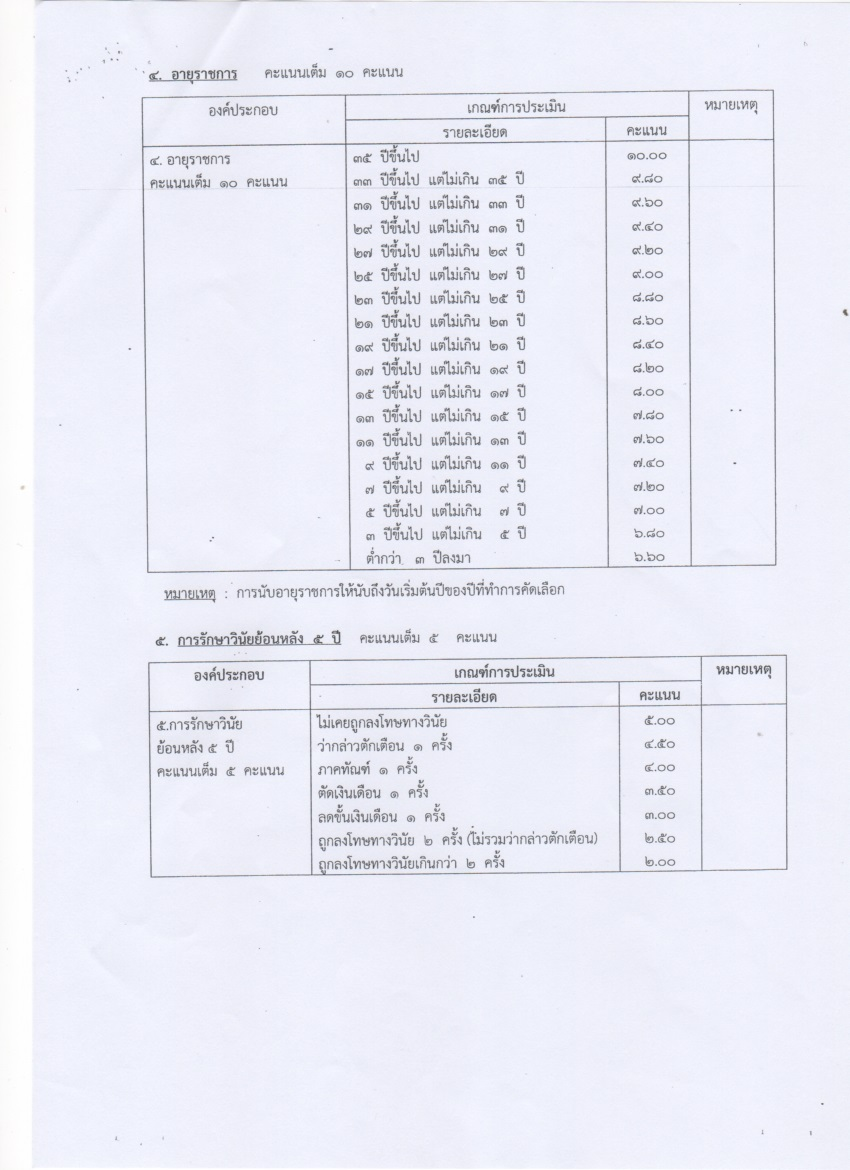 ๔. อายุราชการ คะแนนเต็ม ๑๐ คะแนน
องค์ประกอบ เกณฑ์การประเมิน หมายเหตุ
รายละเอียด คะแนน
๔. อายุราชการ ๓๕ ปีขึ้นไป ๑๐.๐๐
คะแนนเต็ม ๑๐ คะแนน ๓๓ ปีขึ้นไป แต่ไม่เกิน ๓๕ ปี ๙.๘๐
๓๑ ปีขึ้นไป แต่ไม่เกิน ๓๓ ปี ๙.๖๐
๒๙ ปีขึ้นไป แต่ไม่เกิน ๓๑ ปี ๙.๔๐
๒๗ ปีขึ้นไป แต่ไม่เกิน ๒๙ ปี ๙.๒๐
๒๕ ปีขึ้นไป แต่ไม่เกิน ๒๗ ปี ๙.๐๐
๒๓ ปีขึ้นไป แต่ไม่เกิน ๒๕ ปี ๘.๘๐
๒๑ ปีขึ้นไป แต่ไม่เกิน ๒๓ ปี ๘.๖๐
๑๙ ปีขึ้นไป แต่ไม่เกิน ๒๑ ปี ๘.๔๐
๑๗ ปีขึ้นไป แต่ไม่เกิน ๑๙ ปี ๘.๒๐
๑๕ ปีขึ้นไป แต่ไม่เกิน ๑๗ ปี ๘.๐๐
๑๓ ปีขึ้นไป แต่ไม่เกิน ๑๕ ปี ๗.๘๐
๑๑ ปีขึ้นไป แต่ไม่เกิน ๑๓ ปี ๗.๖๐
๙ ปีขึ้นไป แต่ไม่เกิน ๑๑ ปี ๗.๔๐
๗ ปีขึ้นไป แต่ไม่เกิน ๙ ปี ๗.๒๐
๕ ปีขึ้นไป แต่ไม่เกิน ๗ ปี ๗.๐๐
๓ ปีขึ้นไป แต่ไม่เกิน ๕ ปี ๖.๘๐
ต่ำกว่า ๓ ปีลงมา ๖.๖๐
หมายเหตุ : การนับอายุราชการให้นับถึงวันเริ่มต้นปีของปีที่ทำการคัดเลือก
๕. การรักษาวินัยย้อนหลัง ๕ ปี คะแนนเต็ม ๕ คะแนน
องค์ประกอบ เกณฑ์การประเมิน หมายเหตุ
รายละเอียด คะแนน
๕.การรักษาวินัย ไม่เคยถูกลงโทษทางวินัย ๕.๐๐
ย้อนหลัง ๕ ปี ว่ากล่าวตักเตือน ๑ ครั้ง ๔.๕๐
คะแนนเต็ม ๕ คะแนน ภาคทัณฑ์ ๑ ครั้ง ๔.๐๐
ตัดเงินเดือน ๑ ครั้ง ๓.๕๐
ลดขั้นเงินเดือน ๑ ครั้ง ๓.๐๐
ถูกลงโทษทางวินัย ๒ ครั้ง (ไม่รวมว่ากล่าวตักเตือน) ๒.๕๐
ถูกลงโทษทางวินัยเกินกว่า ๒ ครั้ง ๒.๐๐